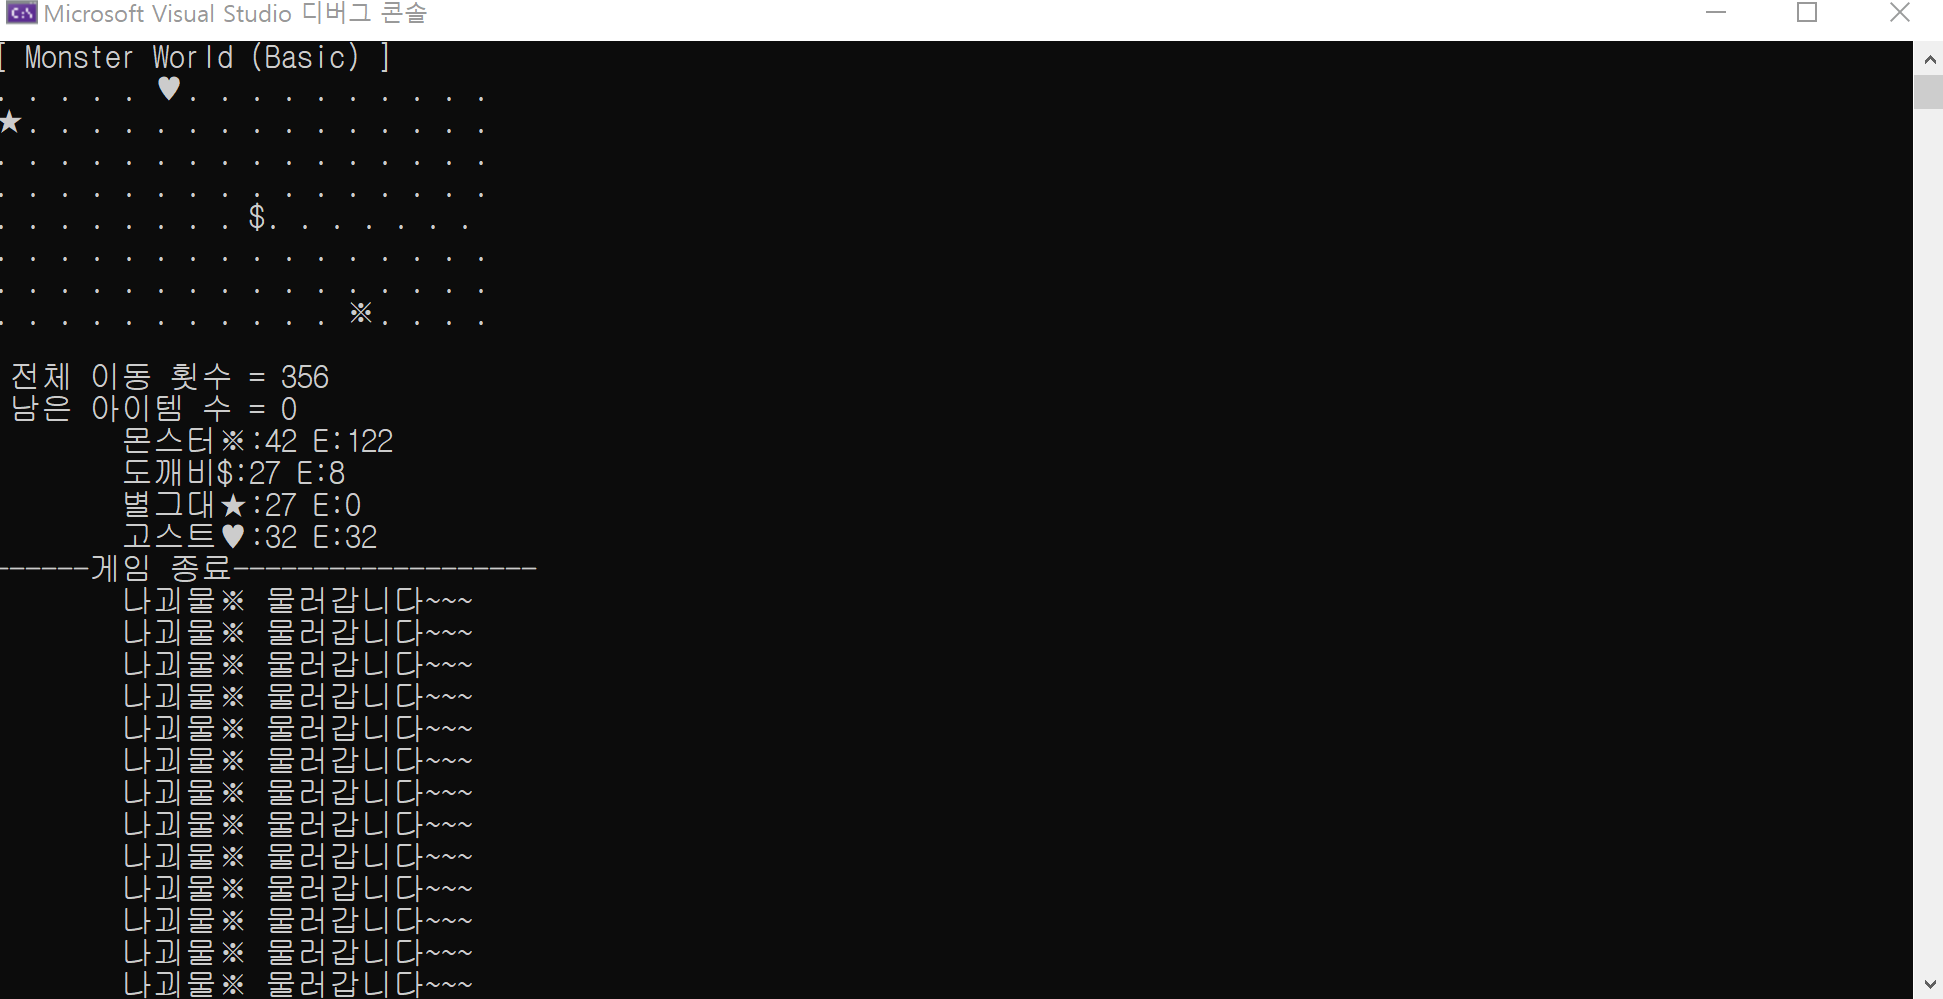 Microsoft Visual Studio 디버그 콘솔
[ Monster World (Basic) ]
. . . . . ♥. . . . . . . . . .
★. . . . . . . . . . . . . . .
. . . . . . . . . . . . . . . .
. . . . . . . . . . . . . . . .
. . . . . . . . $. . . . . . .
. . . . . . . . . . . . . . . .
. . . . . . . . . . . . . . . .
. . . . . . . . . . . ※. . . .
전체 이동 횟수 = 356
남은 아이템 수 = 0
몬스터※:42 E:122
도깨비$:27 E:8
별그대★:27 E:0
고스트♥:32 E:32
------게임 종료-------------------
나괴물※ 물러갑니다~~~
나괴물※ 물러갑니다~~~
나괴물※ 물러갑니다~~~
나괴물※ 물러갑니다~~~
나괴물※ 물러갑니다~~~
나괴물※ 물러갑니다~~~
나괴물※ 물러갑니다~~~
나괴물※ 물러갑니다~~~
나괴물※ 물러갑니다~~~
나괴물※ 물러갑니다~~~
나괴물※ 물러갑니다~~~
나괴물※ 물러갑니다~~~
나괴물※ 물러갑니다~~~